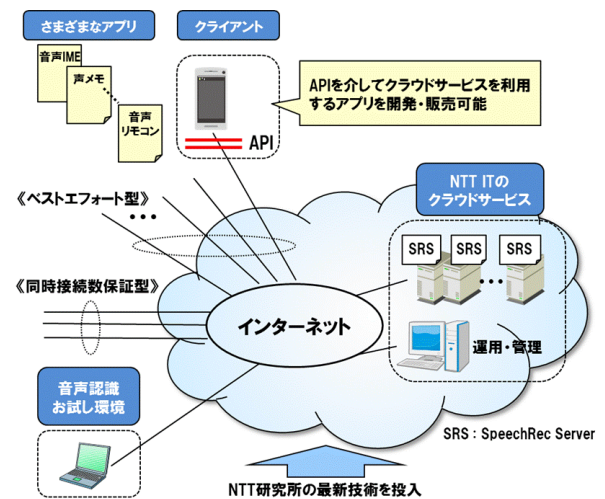 さまざまなアプリ
クライアント
音声IME
声メモ
音声
リモコン
API
APIを介してクラウドサービスを利用
するアプリを開発・販売可能
NTT ITの
クラウドサービス
《ベストエフォート型》
SRS
SRS
SRS
《同時接続数保証型》
インターネット
運用・管理
音声認識
お試し環境
SRS : SpeechRec Server
NTT研究所の最新技術を投入